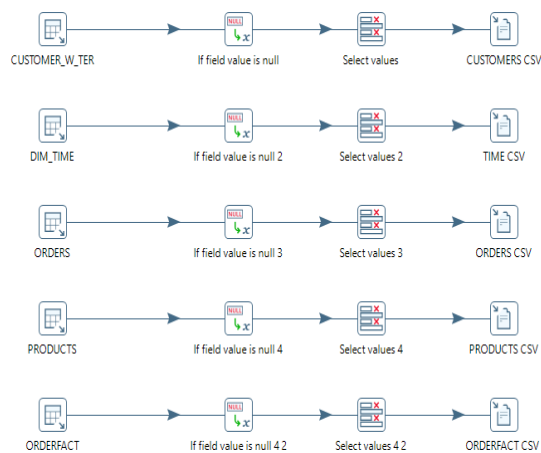 CUSTOMER_W_TER If field value is null Select values CUSTOMERS CSV
DIM_TIME If field value is null 2 Select values 2 TIME CSV
ORDERS If field value is null 3 Select values 3 ORDERS CSV
PRODUCTS If field value is null 4 Select values 4 PRODUCTS CSV
ORDERFACT If field value is null 4 2 Select values 4 2 ORDERFACT CSV